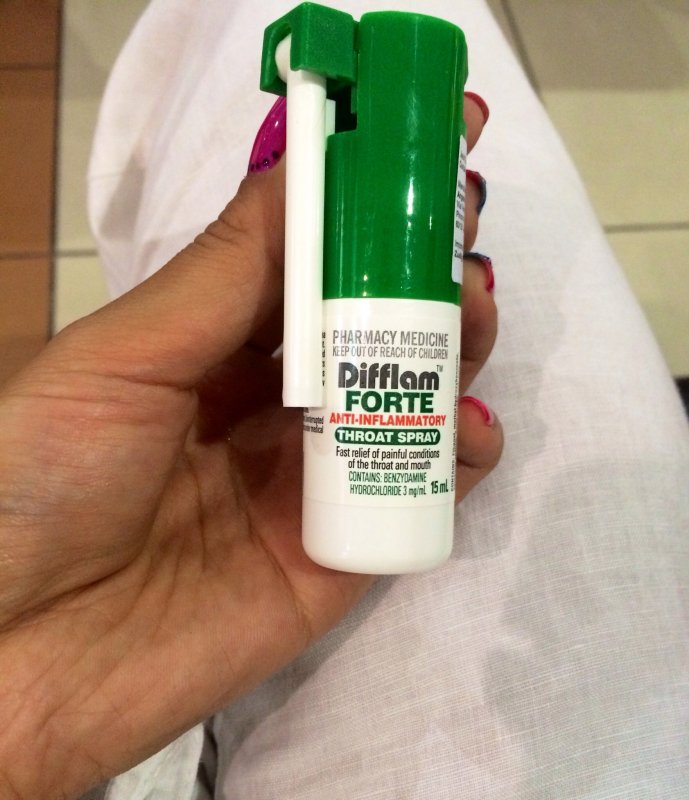 PHARMACY MEDICINE
KEEP OUT OF REACH OF CHILDREN
Difflam™
FORTE
ANTI-INFLAMMATORY
THROAT SPRAY
Fast relief of painful conditions
of the throat and mouth
CONTAINS: BENZYDAMINE
HYDROCHLORIDE 3 mg/mL 15 mL